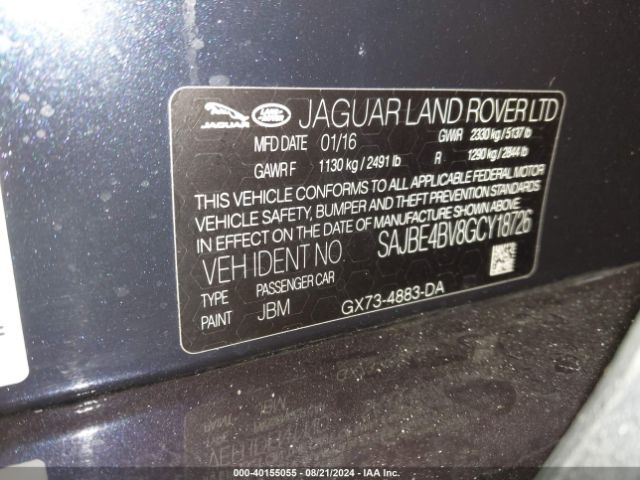 JAGUAR LAND ROVER JAGUAR LAND ROVER LTD
MFD DATE 01/16 GVWR 2330 kg / 5137 lb
GAWR F 1130 kg / 2491 lb R 1290 kg / 2844 lb
THIS VEHICLE CONFORMS TO ALL APPLICABLE FEDERAL MOTOR
VEHICLE SAFETY, BUMPER AND THEFT PREVENTION STANDARDS
IN EFFECT ON THE DATE OF MANUFACTURE SHOWN ABOVE
VEH IDENT NO. SAJBE4BV8GCY18726
TYPE PASSENGER CAR
PAINT JBM GX73-4883-DA
000-40155055 - 08/21/2024 - IAA Inc.